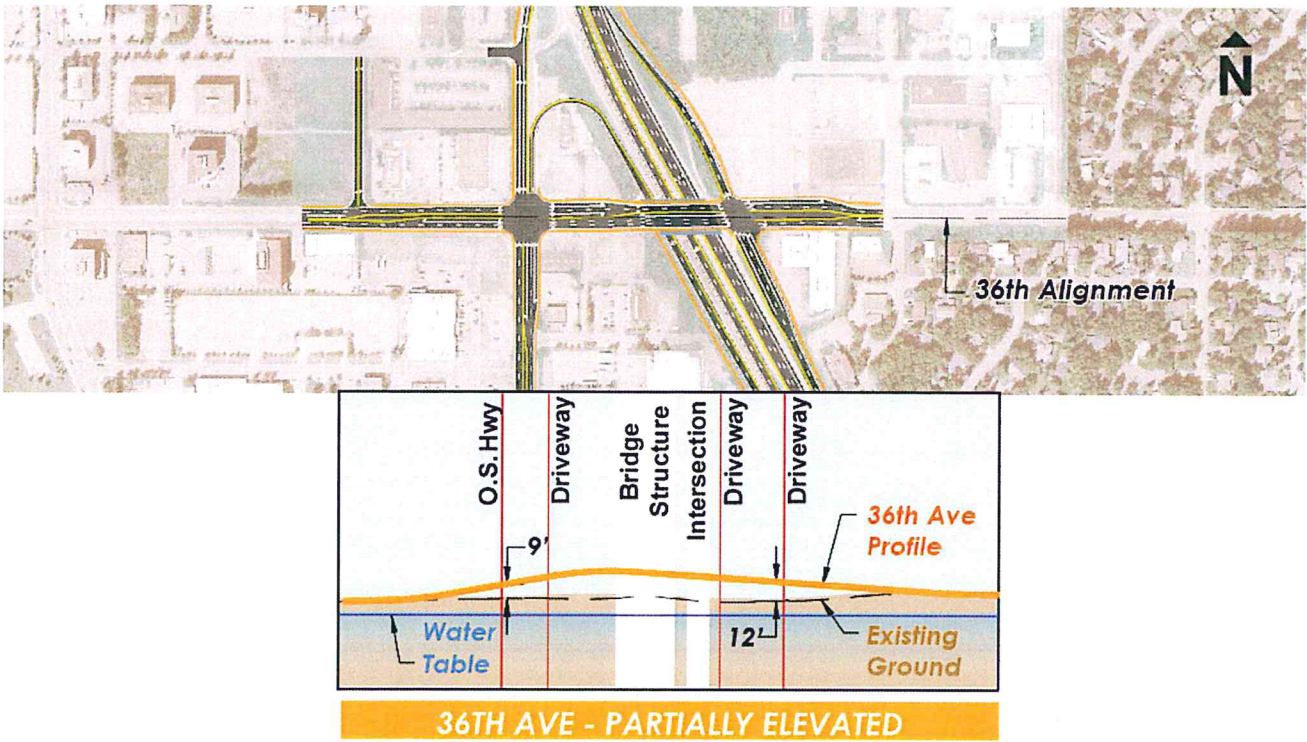 N
36th Alignment
O.S. Hwy
Driveway
Bridge
Structure
Intersection
Driveway
Driveway
9'
36th Ave
Profile
Water
Table
12'
Existing
Ground
36TH AVE - PARTIALLY ELEVATED